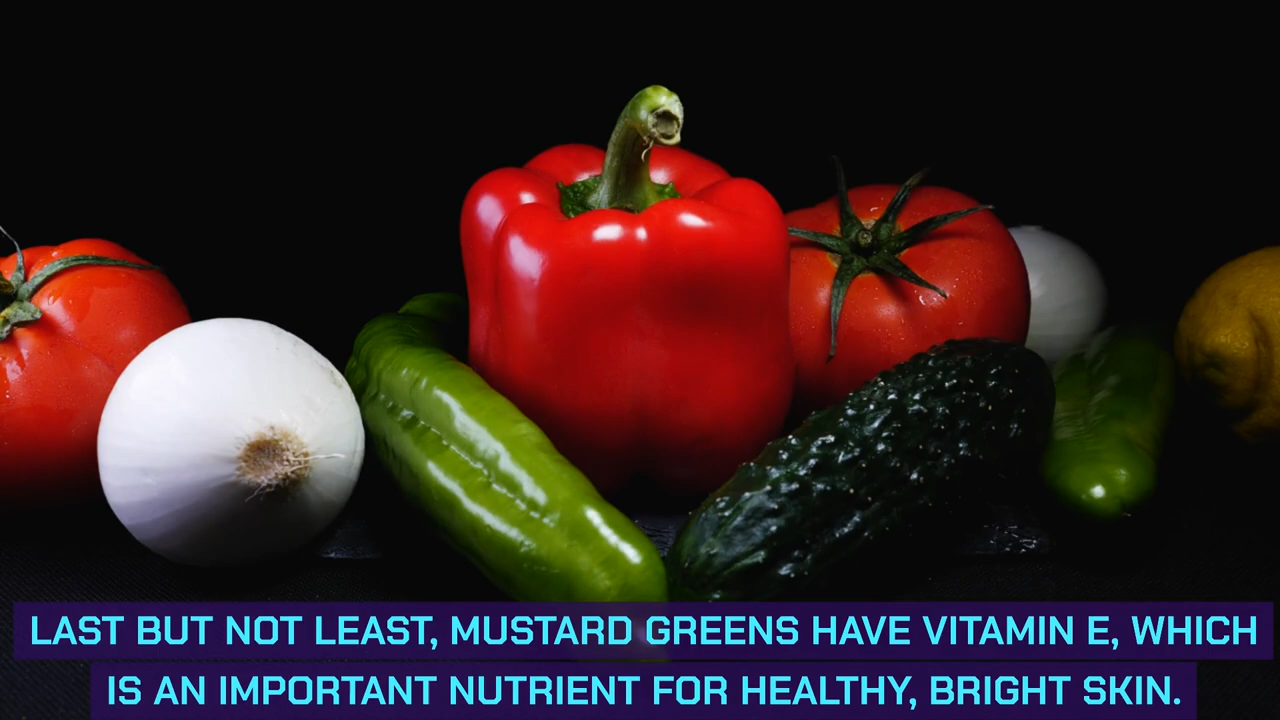 LAST BUT NOT LEAST, MUSTARD GREENS HAVE VITAMIN E, WHICH
IS AN IMPORTANT NUTRIENT FOR HEALTHY, BRIGHT SKIN.